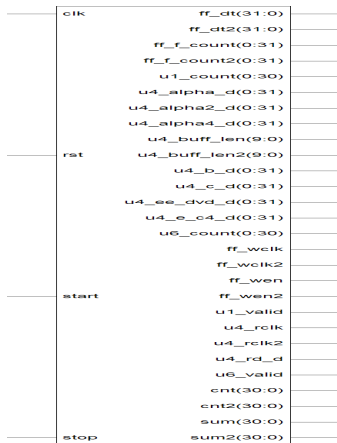 clk ff_dt(31:0)
ff_dt2(31:0)
ff_f_count(0:31)
ff_f_count2(0:31)
u1_count(0:30)
u4_alpha_d(0:31)
u4_alpha2_d(0:31)
u4_alpha4_d(0:31)
u4_buff_len(9:0)
rst u4_buff_len2(9:0)
u4_b_d(0:31)
u4_c_d(0:31)
u4_ee_dvd_d(0:31)
u4_e_c4_d(0:31)
u6_count(0:30)
ff_wclk
ff_wclk2
ff_wen
start ff_wen2
u1_valid
u4_rclk
u4_rclk2
u4_rd_d
u6_valid
cnt(30:0)
cnt2(30:0)
sum(30:0)
stop sum2(30:0)